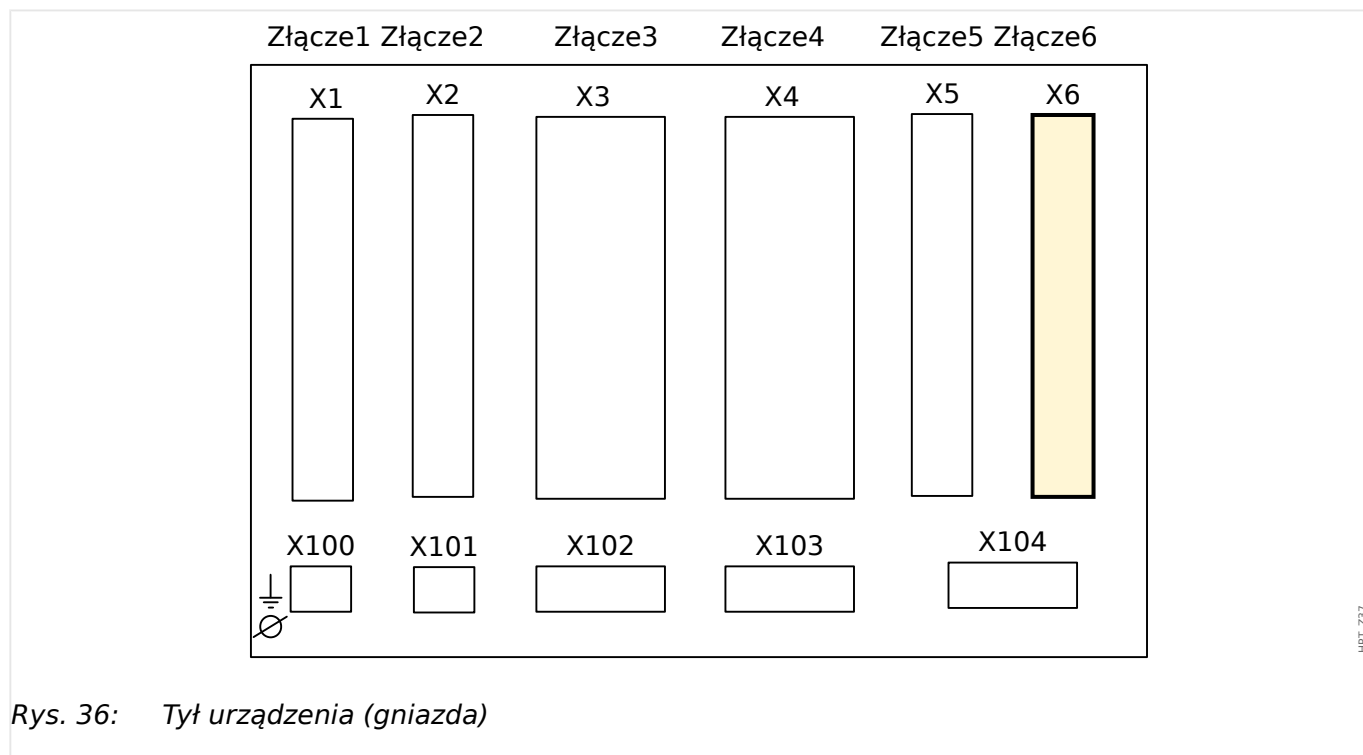 Złącze1 Złącze2 Złącze3 Złącze4 Złącze5 Złącze6
X1 X2 X3 X4 X5 X6
X100 X101 X102 X103 X104
HPT_Z37
Rys. 36: Tył urządzenia (gniazda)